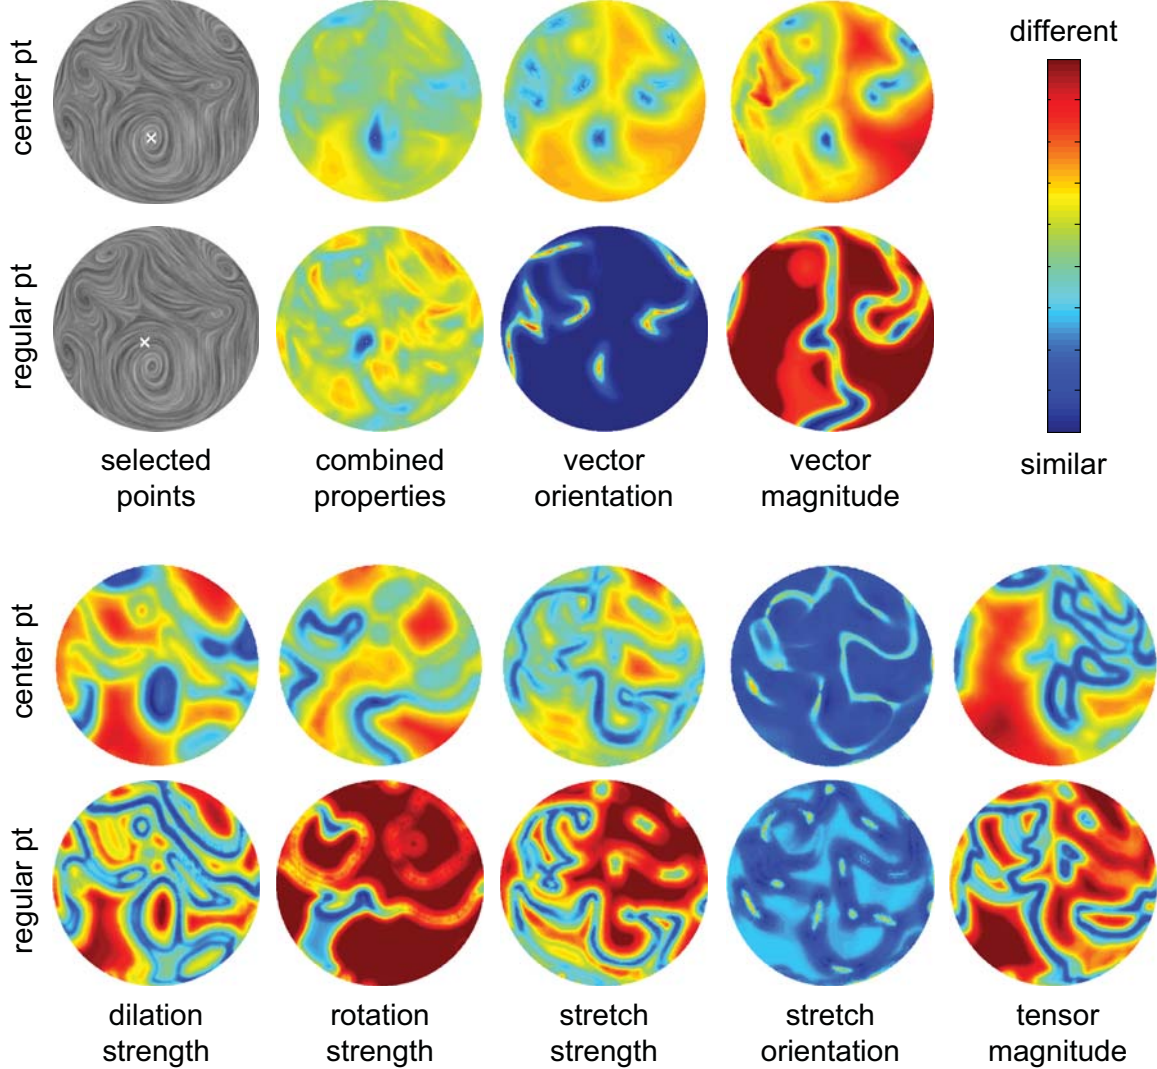 different
center pt
regular pt
similar
selected points
combined properties
vector orientation
vector magnitude
center pt
regular pt
dilation strength
rotation strength
stretch strength
stretch orientation
tensor magnitude